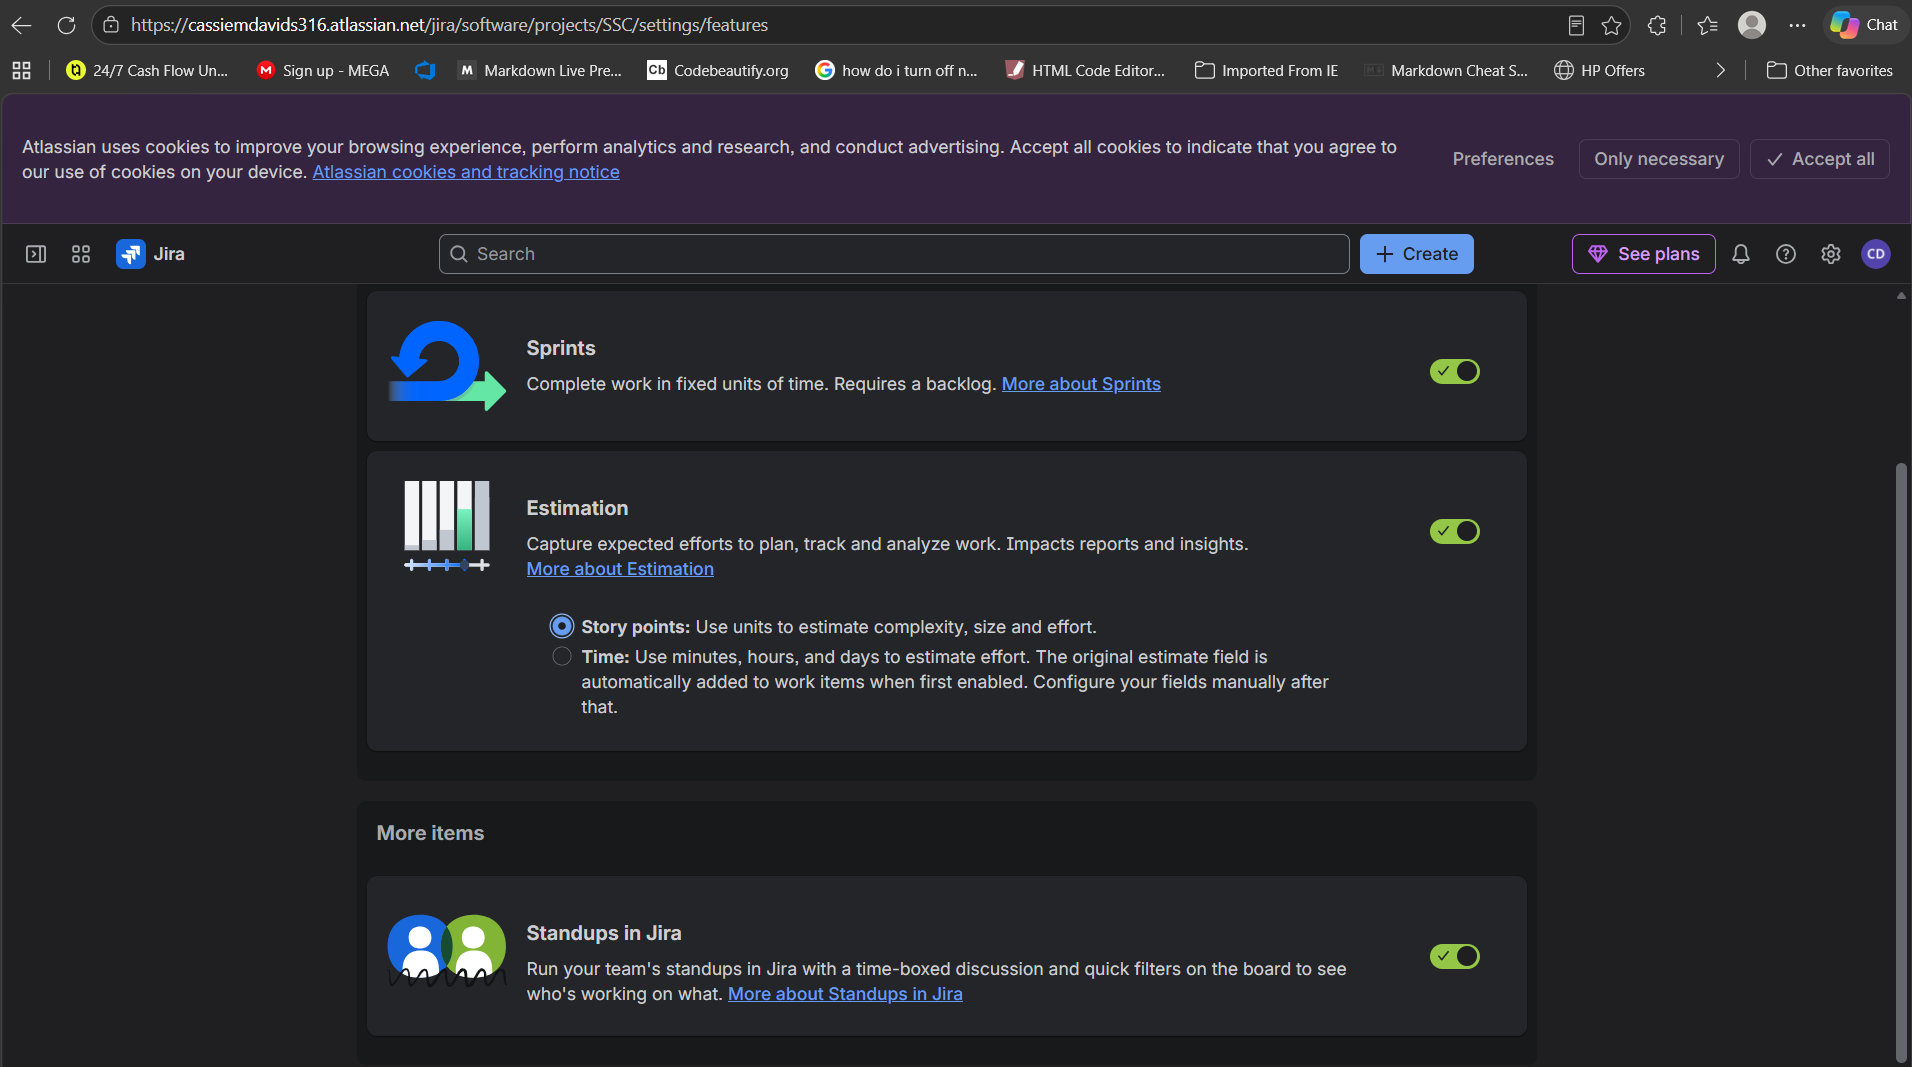 https://cassiemdavids316.atlassian.net/jira/software/projects/SSC/settings/features
Chat
24/7 Cash Flow Un...
M
Sign up - MEGA
M
Markdown Live Pre...
Cb
Codebeautify.org
how do i turn off n...
HTML Code Editor...
Imported From IE
Markdown Cheat S...
HP Offers
Other favorites
Atlassian uses cookies to improve your browsing experience, perform analytics and research, and conduct advertising. Accept all cookies to indicate that you agree to
our use of cookies on your device. Atlassian cookies and tracking notice
Preferences
Only necessary
Accept all
Jira
Search
Create
See plans
CD
Sprints
Complete work in fixed units of time. Requires a backlog. More about Sprints
Estimation
Capture expected efforts to plan, track and analyze work. Impacts reports and insights.
More about Estimation
Story points: Use units to estimate complexity, size and effort.
Time: Use minutes, hours, and days to estimate effort. The original estimate field is
automatically added to work items when first enabled. Configure your fields manually after
that.
More items
Standups in Jira
Run your team's standups in Jira with a time-boxed discussion and quick filters on the board to see
who's working on what. More about Standups in Jira